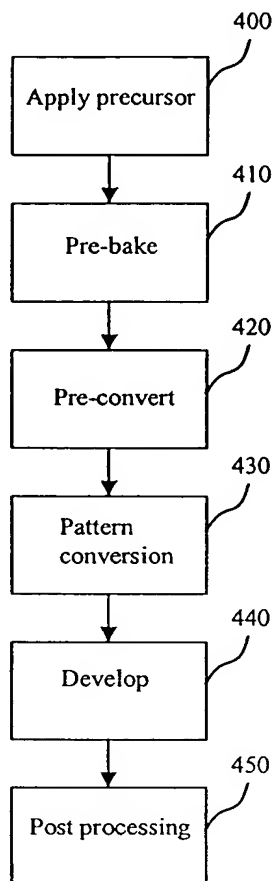 400
Apply precursor
410
Pre-bake
420
Pre-convert
430
Pattern
conversion
440
Develop
450
Post processing